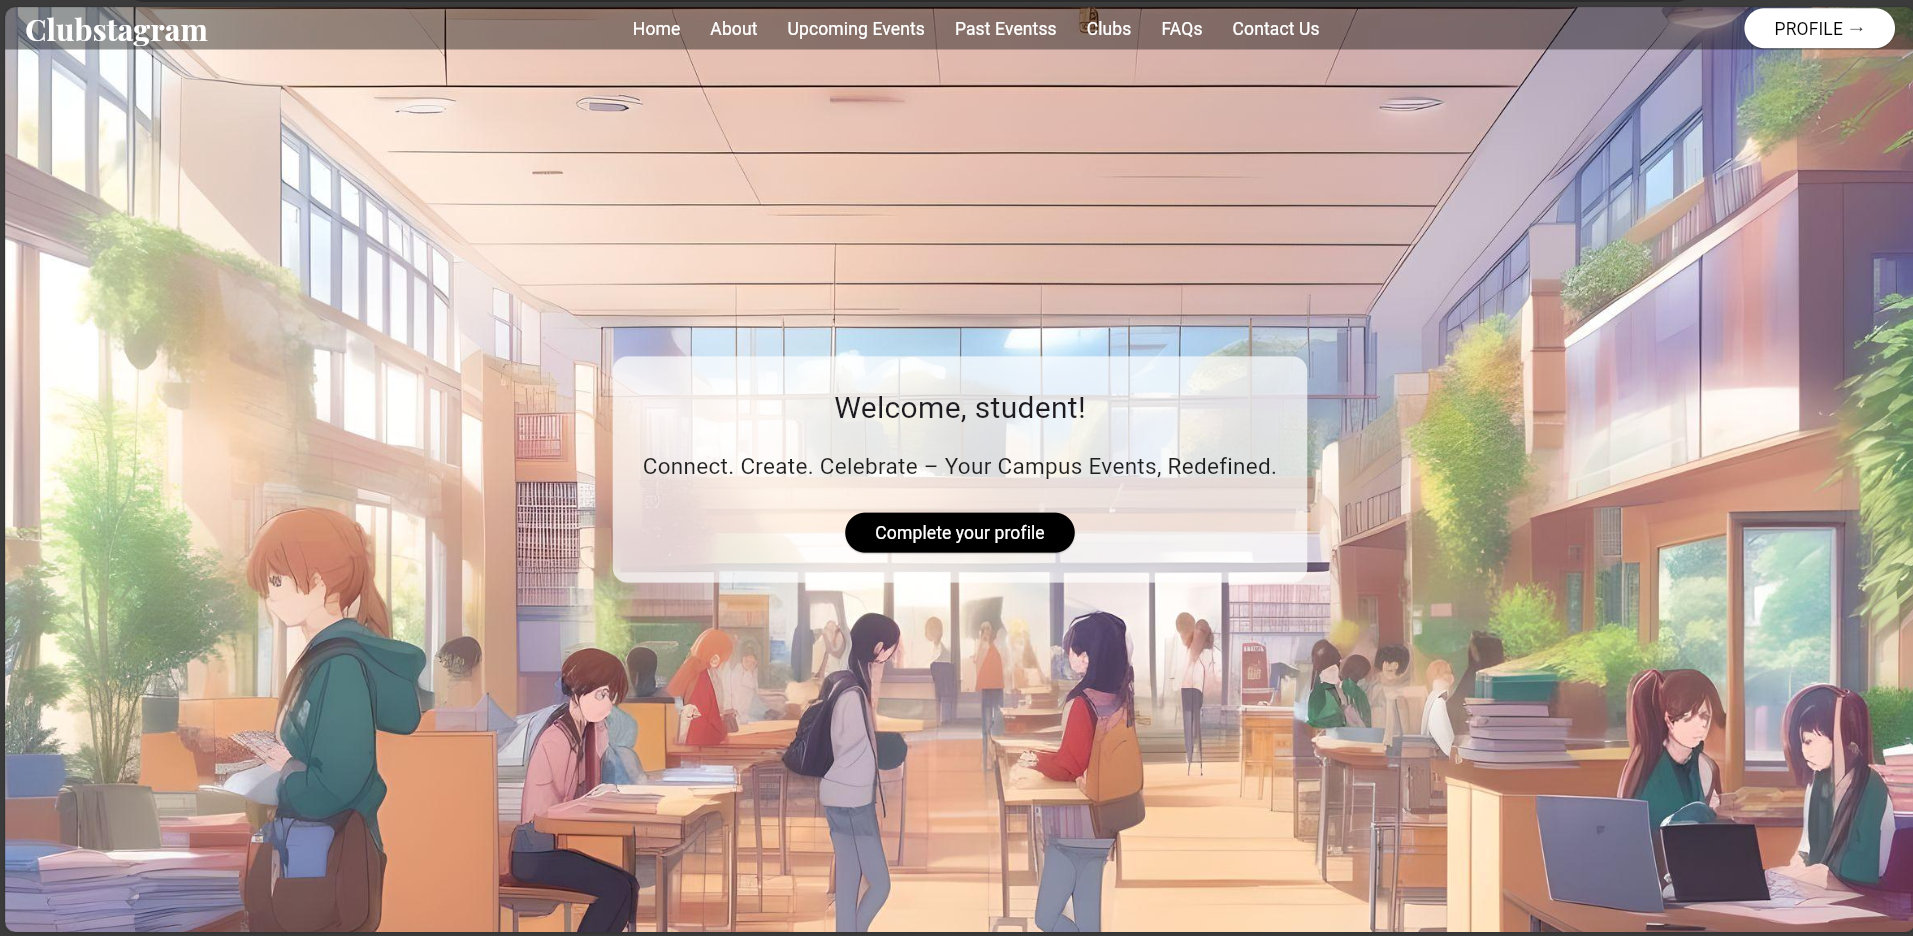 Clubstagram Home About Upcoming Events Past Eventss Clubs FAQs Contact Us PROFILE →
Welcome, student!
Connect. Create. Celebrate – Your Campus Events, Redefined.
Complete your profile